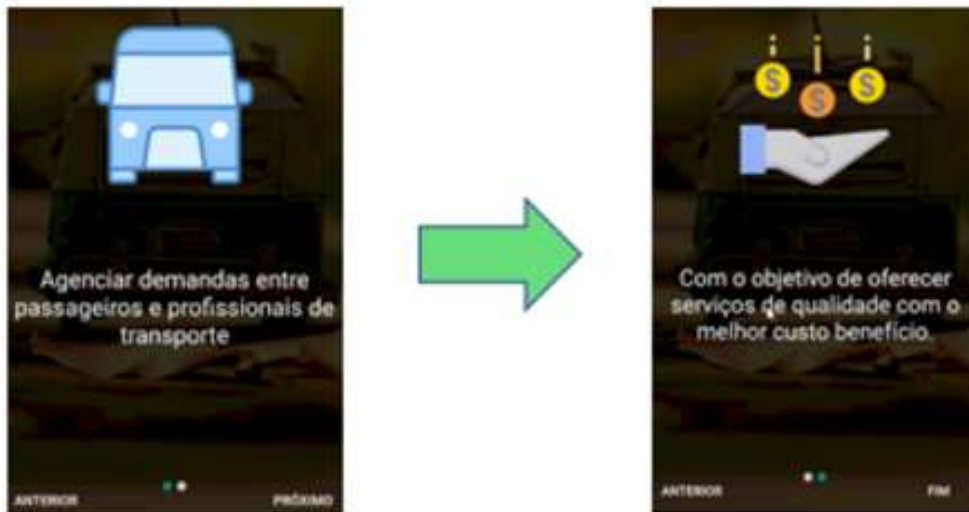 Agenciar demandas entre
passageiros e profissionais de
transporte
ANTERIOR
PRÓXIMO
$ $ $
Com o objetivo de oferecer
serviços de qualidade com o
melhor custo benefício.
ANTERIOR
FIM